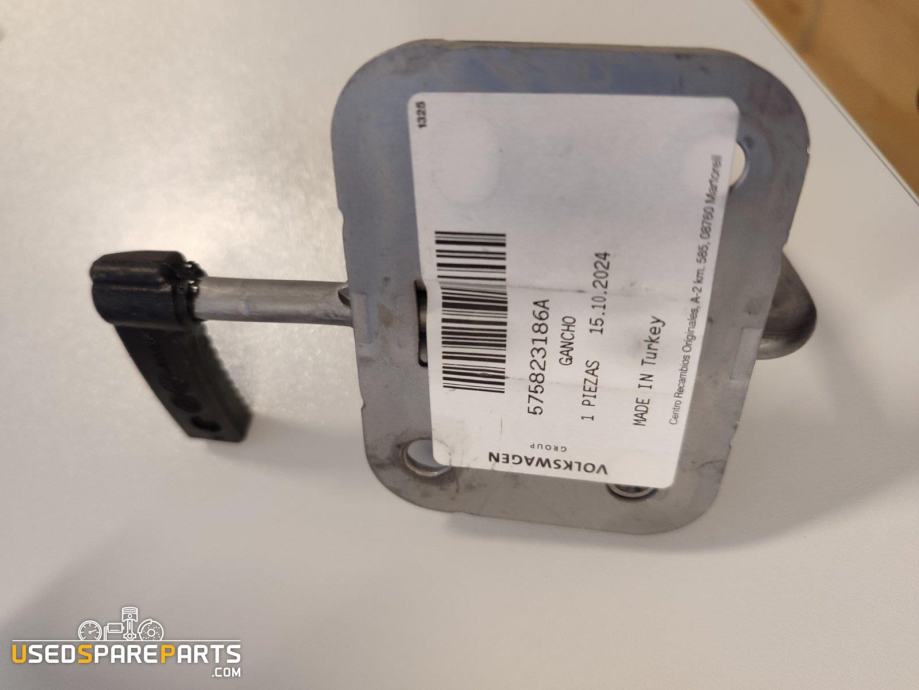 1325
575823186A
GANCHO
1 PIEZAS 15.10.2024
MADE IN Turkey
Centro Recambios Originales, A-2 km. 585, 08760 Martorell
VOLKSWAGEN
GROUP
USEDSPAREPARTS
.COM